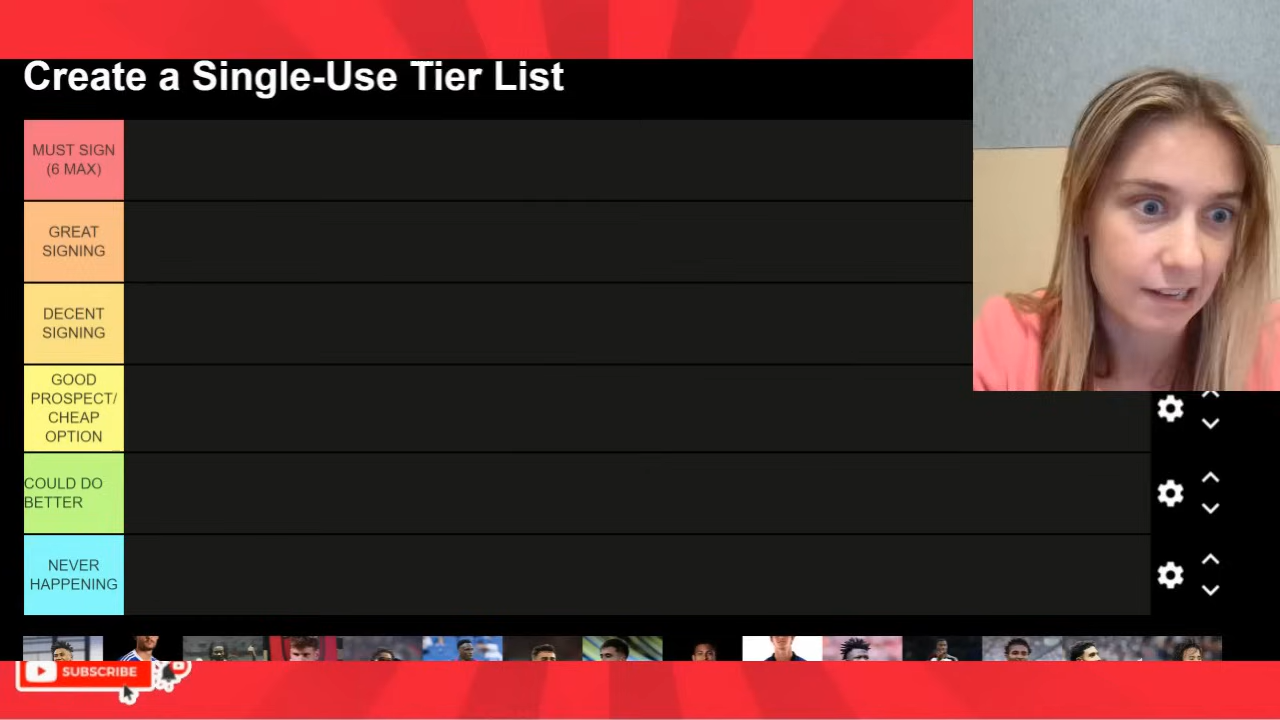 Create a Single-Use Tier List
MUST SIGN
(6 MAX)
GREAT
SIGNING
DECENT
SIGNING
GOOD
PROSPECT/
CHEAP
OPTION
COULD DO
BETTER
NEVER
HAPPENING
SUBSCRIBE